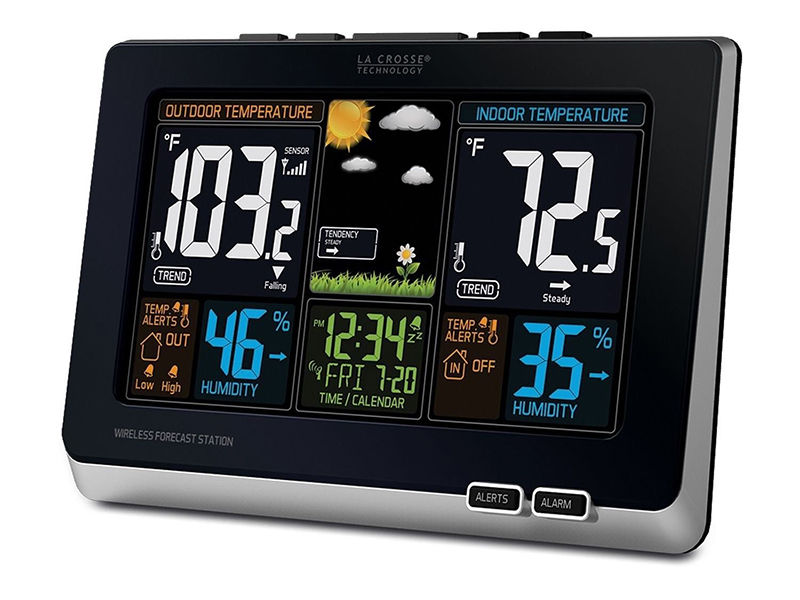 LA CROSSE®
TECHNOLOGY
OUTDOOR TEMPERATURE
°F
103.2
SENSOR
TREND
Falling
TENDENCY
STEADY
INDOOR TEMPERATURE
°F
72.5
TREND
Steady
TEMP.
ALERTS
OUT
Low High
46%
HUMIDITY
PM
12:34
ZZ
FRI 7-20
TIME / CALENDAR
TEMP.
ALERTS
IN OFF
35%
HUMIDITY
WIRELESS FORECAST STATION
ALERTS
ALARM